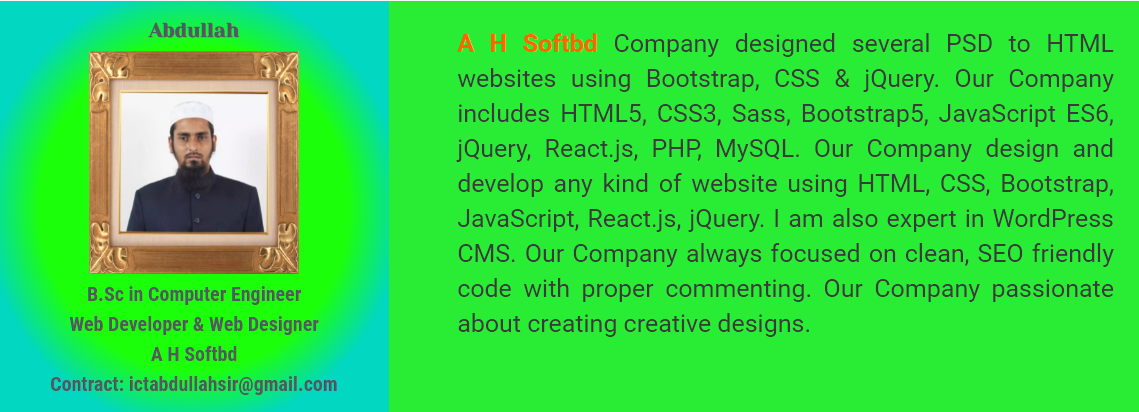 Abdullah
B.Sc in Computer Engineer
Web Developer & Web Designer
A H Softbd
Contract: ictabdullahsir@gmail.com
A H Softbd Company designed several PSD to HTML
websites using Bootstrap, CSS & jQuery. Our Company
includes HTML5, CSS3, Sass, Bootstrap5, JavaScript ES6,
jQuery, React.js, PHP, MySQL. Our Company design and
develop any kind of website using HTML, CSS, Bootstrap,
JavaScript, React.js, jQuery. I am also expert in WordPress
CMS. Our Company always focused on clean, SEO friendly
code with proper commenting. Our Company passionate
about creating creative designs.